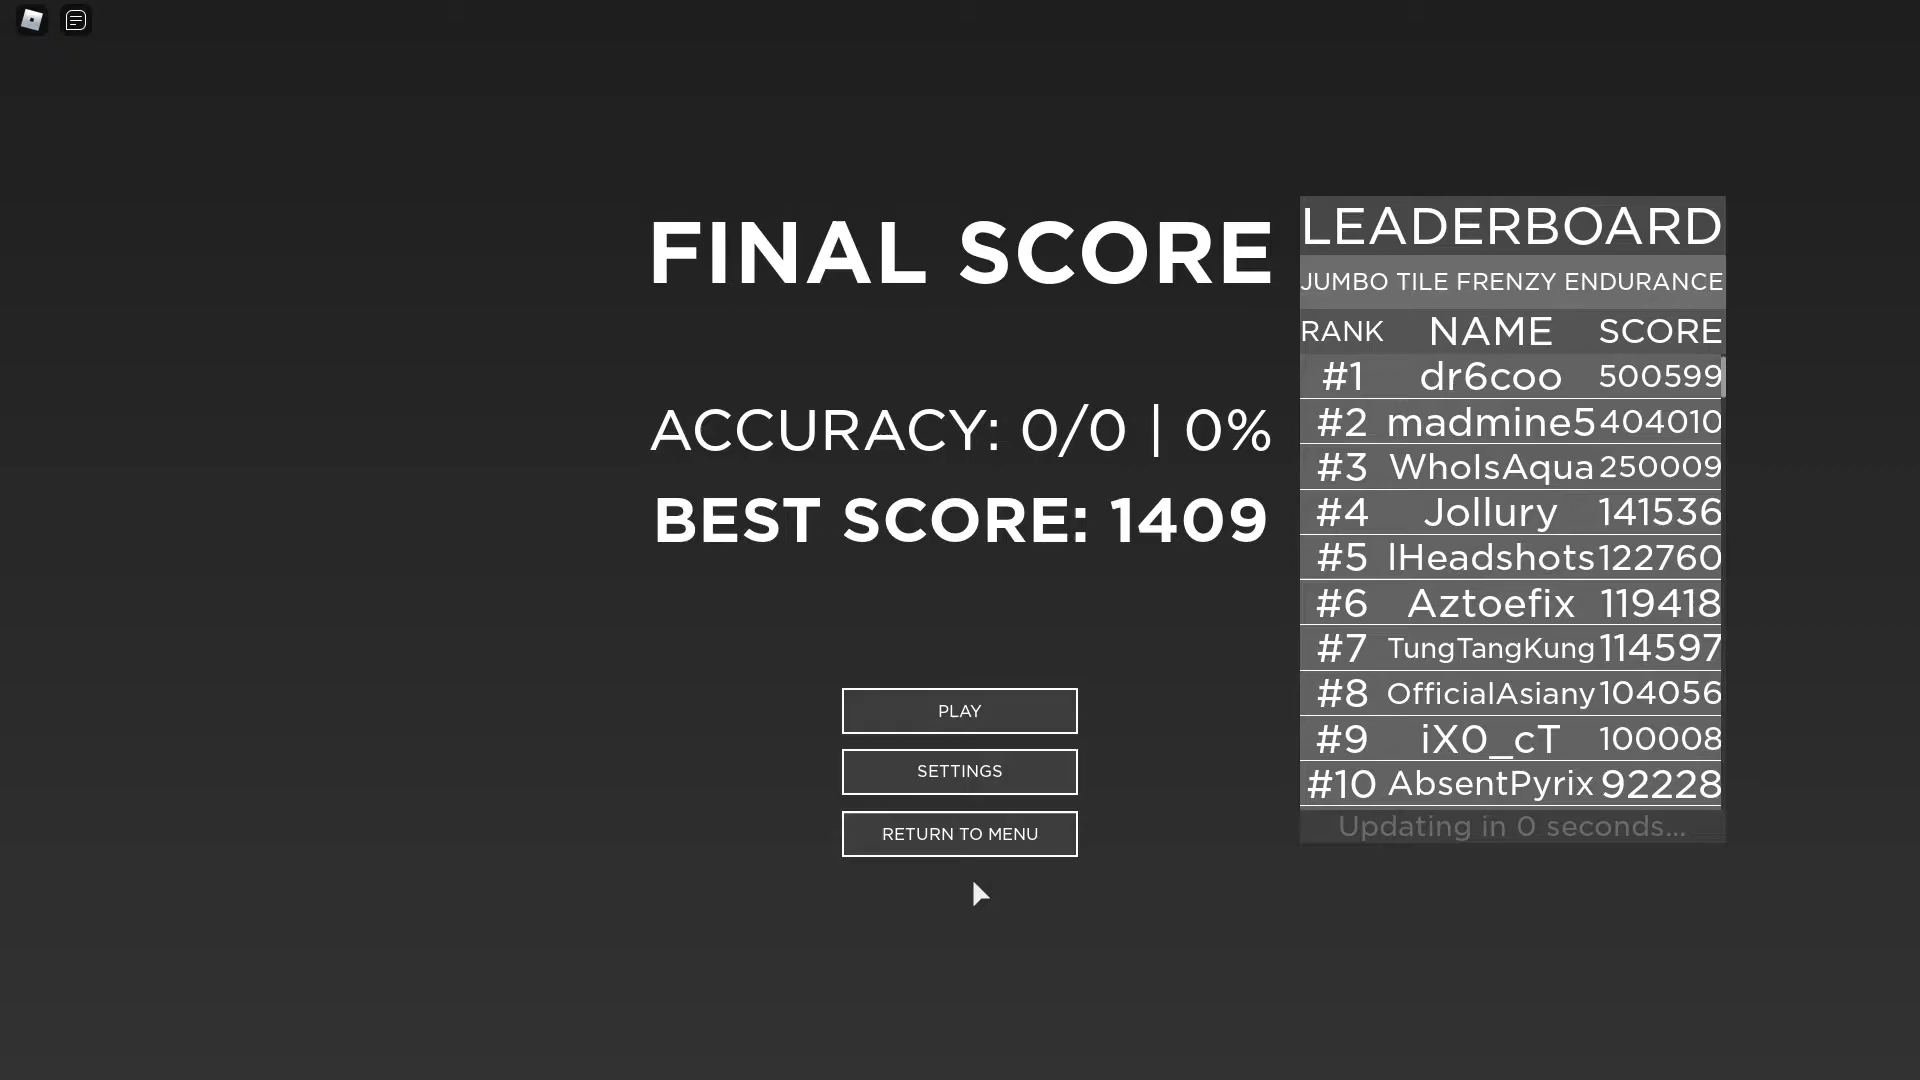 FINAL SCORE
ACCURACY: 0/0 | 0%
BEST SCORE: 1409
PLAY
SETTINGS
RETURN TO MENU
LEADERBOARD
JUMBO TILE FRENZY ENDURANCE
RANK NAME SCORE
#1 dr6coo 500599
#2 madmine5 404010
#3 WhoIsAqua 250009
#4 Jollury 141536
#5 lHeadshots 122760
#6 Aztoefix 119418
#7 TungTangKung 114597
#8 OfficialAsiany 104056
#9 iX0_cT 100008
#10 AbsentPyrix 92228
Updating in 0 seconds...